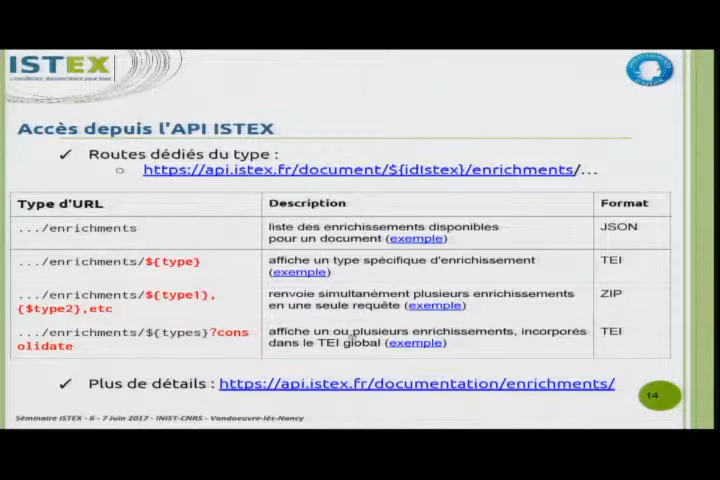 ISTEX
L'excellence documentaire pour tous
Accès depuis l'API ISTEX
✓ Routes dédiés du type :
○ https://api.istex.fr/document/${idIstex}/enrichments/...
Type d'URL Description Format
.../enrichments liste des enrichissements disponibles JSON
pour un document (exemple)
.../enrichments/${type} affiche un type spécifique d'enrichissement TEI
(exemple)
.../enrichments/${type1}, renvoie simultanément plusieurs enrichissements ZIP
{$type2},etc en une seule requête (exemple)
.../enrichments/${types}?cons affiche un ou plusieurs enrichissements, incorporés TEI
olidate dans le TEI global (exemple)
✓ Plus de détails : https://api.istex.fr/documentation/enrichments/
14
Séminaire ISTEX - 6 - 7 Juin 2017 - INIST-CNRS - Vandoeuvre-lès-Nancy